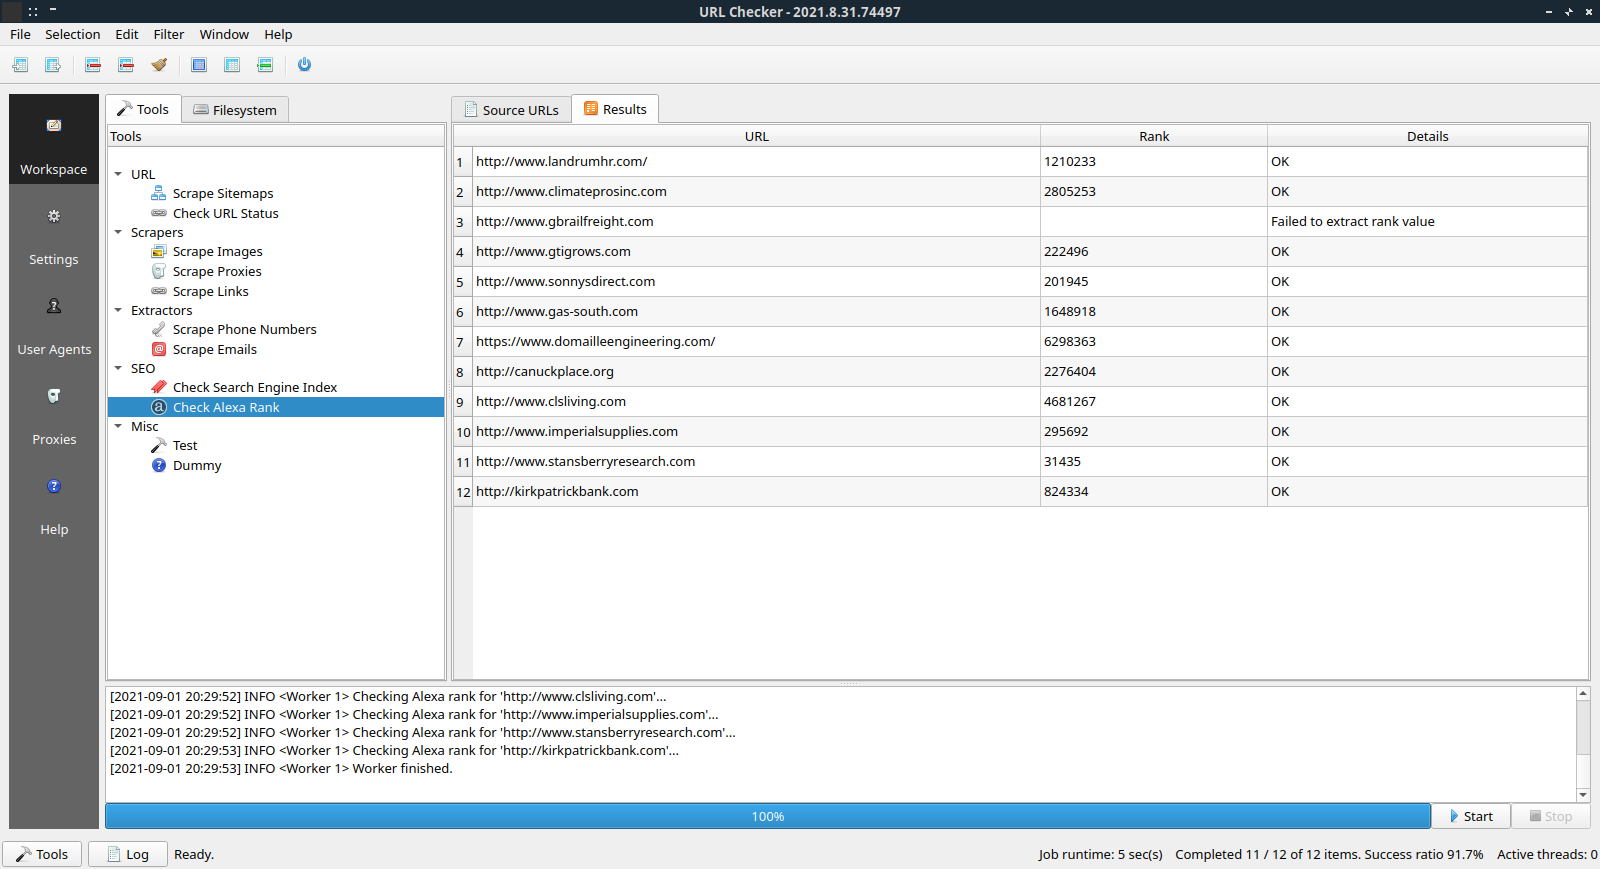 URL Checker - 2021.8.31.74497
File Selection Edit Filter Window Help
Workspace
Settings
User Agents
Proxies
Help
Tools Filesystem
Tools
URL
Scrape Sitemaps
Check URL Status
Scrapers
Scrape Images
Scrape Proxies
Scrape Links
Extractors
Scrape Phone Numbers
Scrape Emails
SEO
Check Search Engine Index
Check Alexa Rank
Misc
Test
Dummy
Source URLs Results
URL Rank Details
1 http://www.landrumhr.com/ 1210233 OK
2 http://www.climateprosinc.com 2805253 OK
3 http://www.gbrailfreight.com Failed to extract rank value
4 http://www.gtigrows.com 222496 OK
5 http://www.sonnysdirect.com 201945 OK
6 http://www.gas-south.com 1648918 OK
7 https://www.domailleengineering.com/ 6298363 OK
8 http://canuckplace.org 2276404 OK
9 http://www.clsliving.com 4681267 OK
10 http://www.imperialsupplies.com 295692 OK
11 http://www.stansberryresearch.com 31435 OK
12 http://kirkpatrickbank.com 824334 OK
[2021-09-01 20:29:52] INFO <Worker 1> Checking Alexa rank for 'http://www.clsliving.com'...
[2021-09-01 20:29:52] INFO <Worker 1> Checking Alexa rank for 'http://www.imperialsupplies.com'...
[2021-09-01 20:29:52] INFO <Worker 1> Checking Alexa rank for 'http://www.stansberryresearch.com'...
[2021-09-01 20:29:53] INFO <Worker 1> Checking Alexa rank for 'http://kirkpatrickbank.com'...
[2021-09-01 20:29:53] INFO <Worker 1> Worker finished.
100% Start Stop
Tools Log Ready. Job runtime: 5 sec(s) Completed 11 / 12 of 12 items. Success ratio 91.7% Active threads: 0